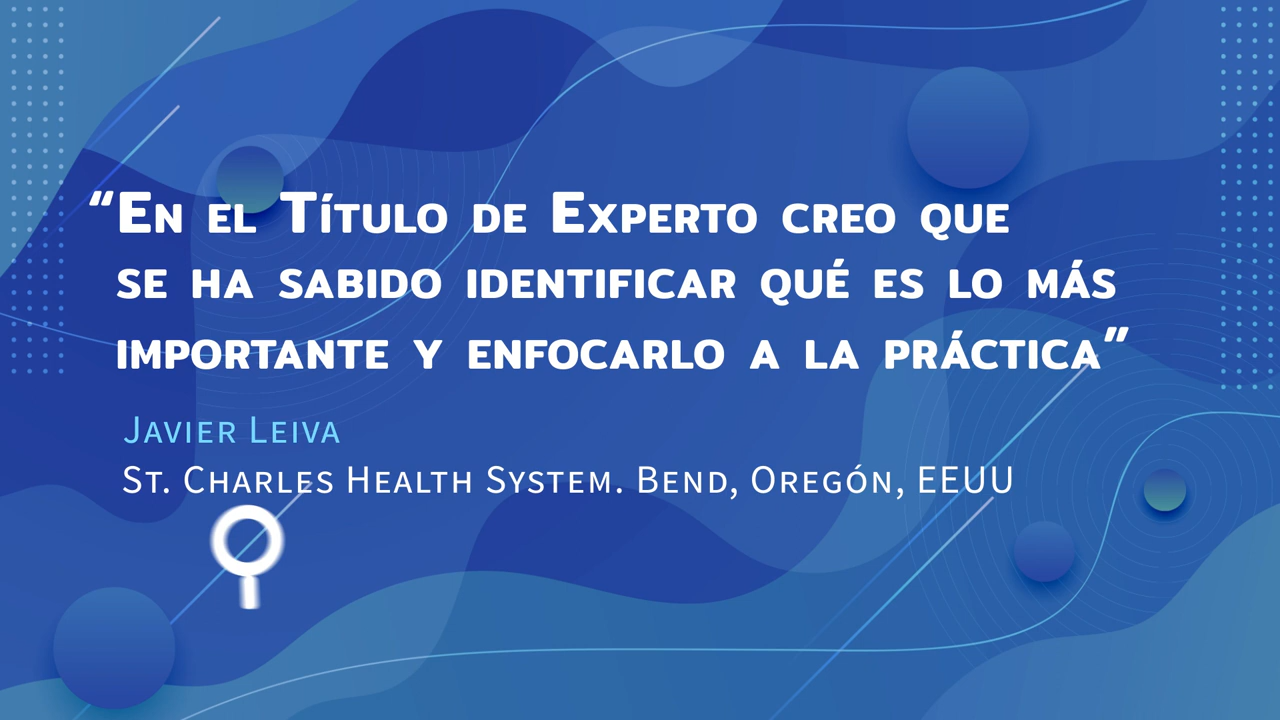 “En el Título de Experto creo que
se ha sabido identificar qué es lo más
importante y enfocarlo a la práctica”
Javier Leiva
St. Charles Health System. Bend, Oregón, EEUU